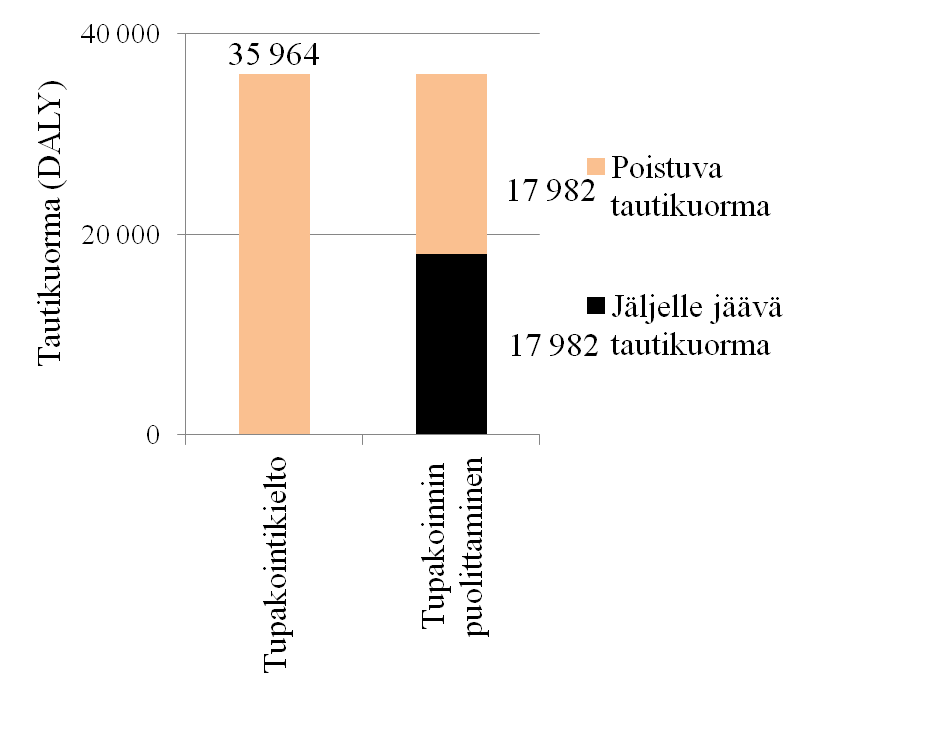 40 000
35 964
Tautikuorma (DALY)
Poistuva
tautikuorma
17 982
20 000
Jäljelle jäävä
tautikuorma
17 982
0
Tupakointikielto
Tupakoinnin
puolittaminen